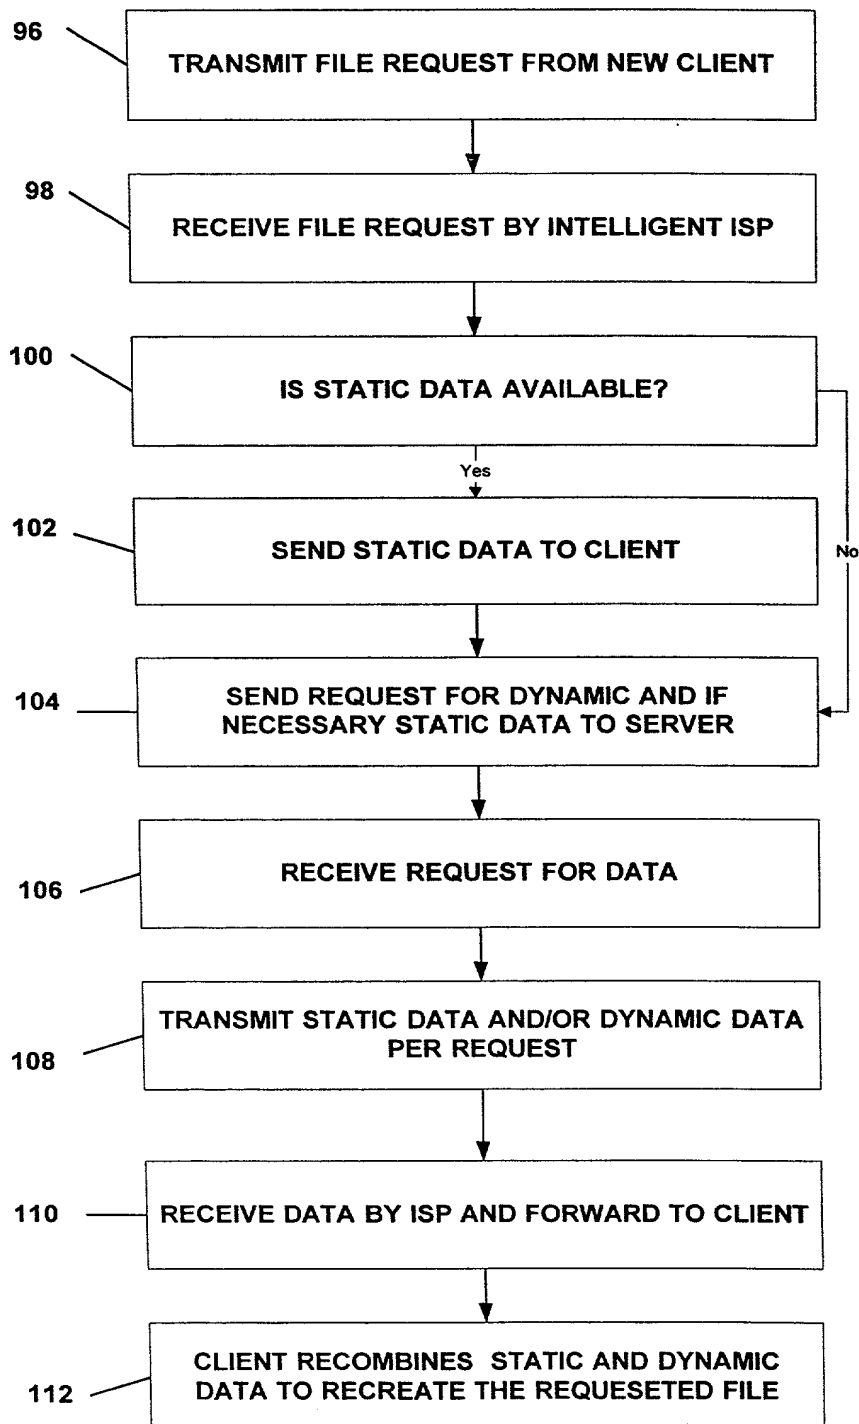 96
TRANSMIT FILE REQUEST FROM NEW CLIENT
98
RECEIVE FILE REQUEST BY INTELLIGENT ISP
100
IS STATIC DATA AVAILABLE?
Yes
No
102
SEND STATIC DATA TO CLIENT
104
SEND REQUEST FOR DYNAMIC AND IF
NECESSARY STATIC DATA TO SERVER
106
RECEIVE REQUEST FOR DATA
108
TRANSMIT STATIC DATA AND/OR DYNAMIC DATA
PER REQUEST
110
RECEIVE DATA BY ISP AND FORWARD TO CLIENT
112
CLIENT RECOMBINES STATIC AND DYNAMIC
DATA TO RECREATE THE REQUESETED FILE